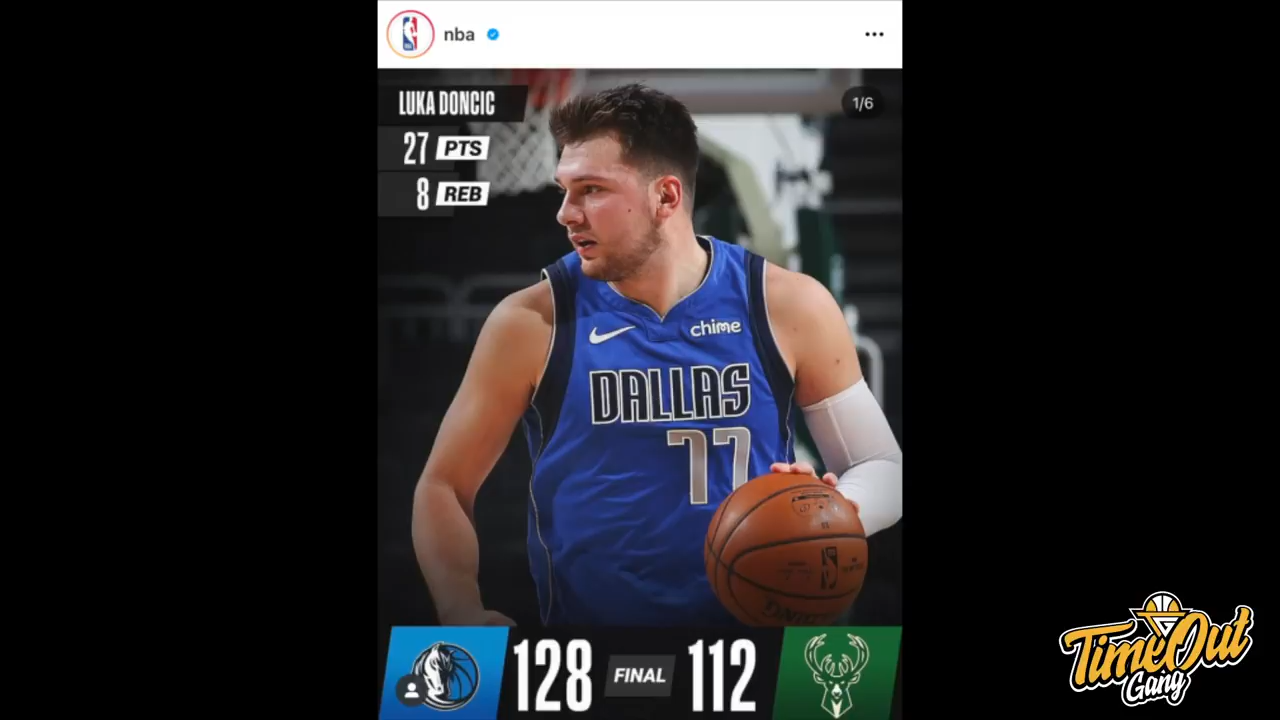 nba
LUKA DONCIC
1/6
27 PTS
8 REB
chime
DALLAS
77
128 FINAL 112
TimeOut
Gang